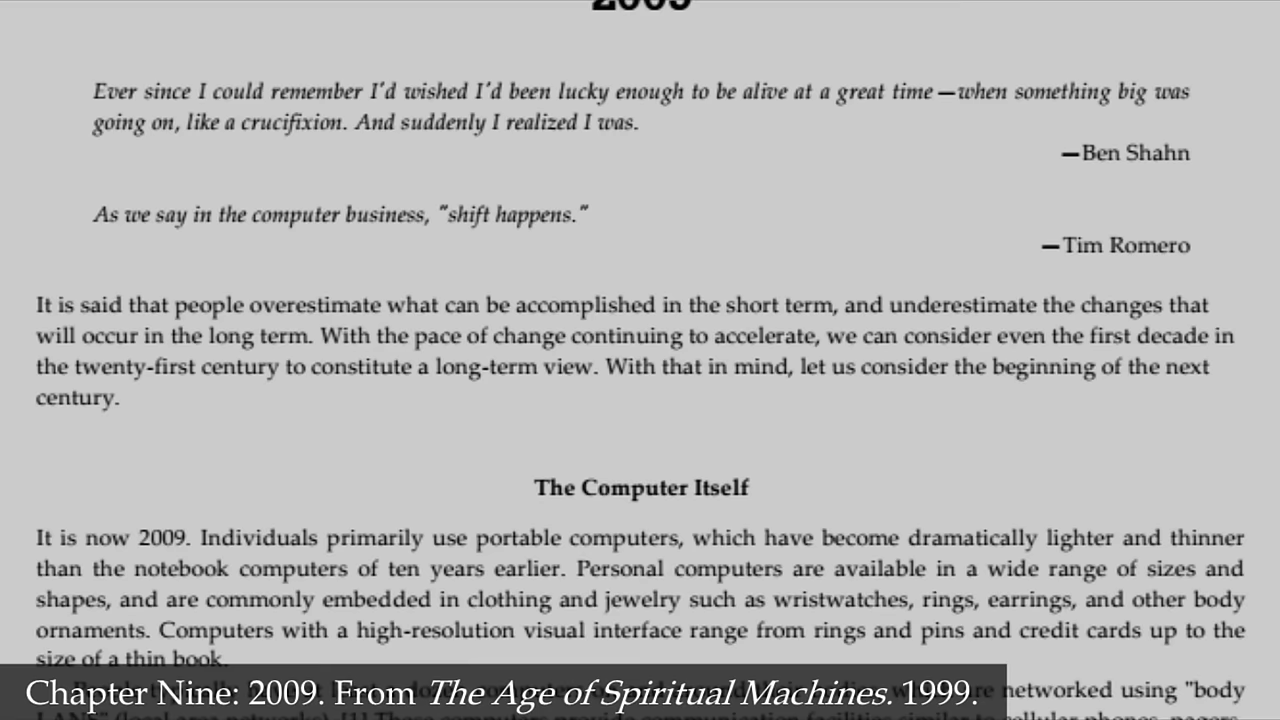 2009
Ever since I could remember I'd wished I'd been lucky enough to be alive at a great time—when something big was
going on, like a crucifixion. And suddenly I realized I was.
—Ben Shahn
As we say in the computer business, "shift happens."
—Tim Romero
It is said that people overestimate what can be accomplished in the short term, and underestimate the changes that
will occur in the long term. With the pace of change continuing to accelerate, we can consider even the first decade in
the twenty-first century to constitute a long-term view. With that in mind, let us consider the beginning of the next
century.
The Computer Itself
It is now 2009. Individuals primarily use portable computers, which have become dramatically lighter and thinner
than the notebook computers of ten years earlier. Personal computers are available in a wide range of sizes and
shapes, and are commonly embedded in clothing and jewelry such as wristwatches, rings, earrings, and other body
ornaments. Computers with a high-resolution visual interface range from rings and pins and credit cards up to the
size of a thin book.
networked using "body
Chapter Nine: 2009. From The Age of Spiritual Machines. 1999.